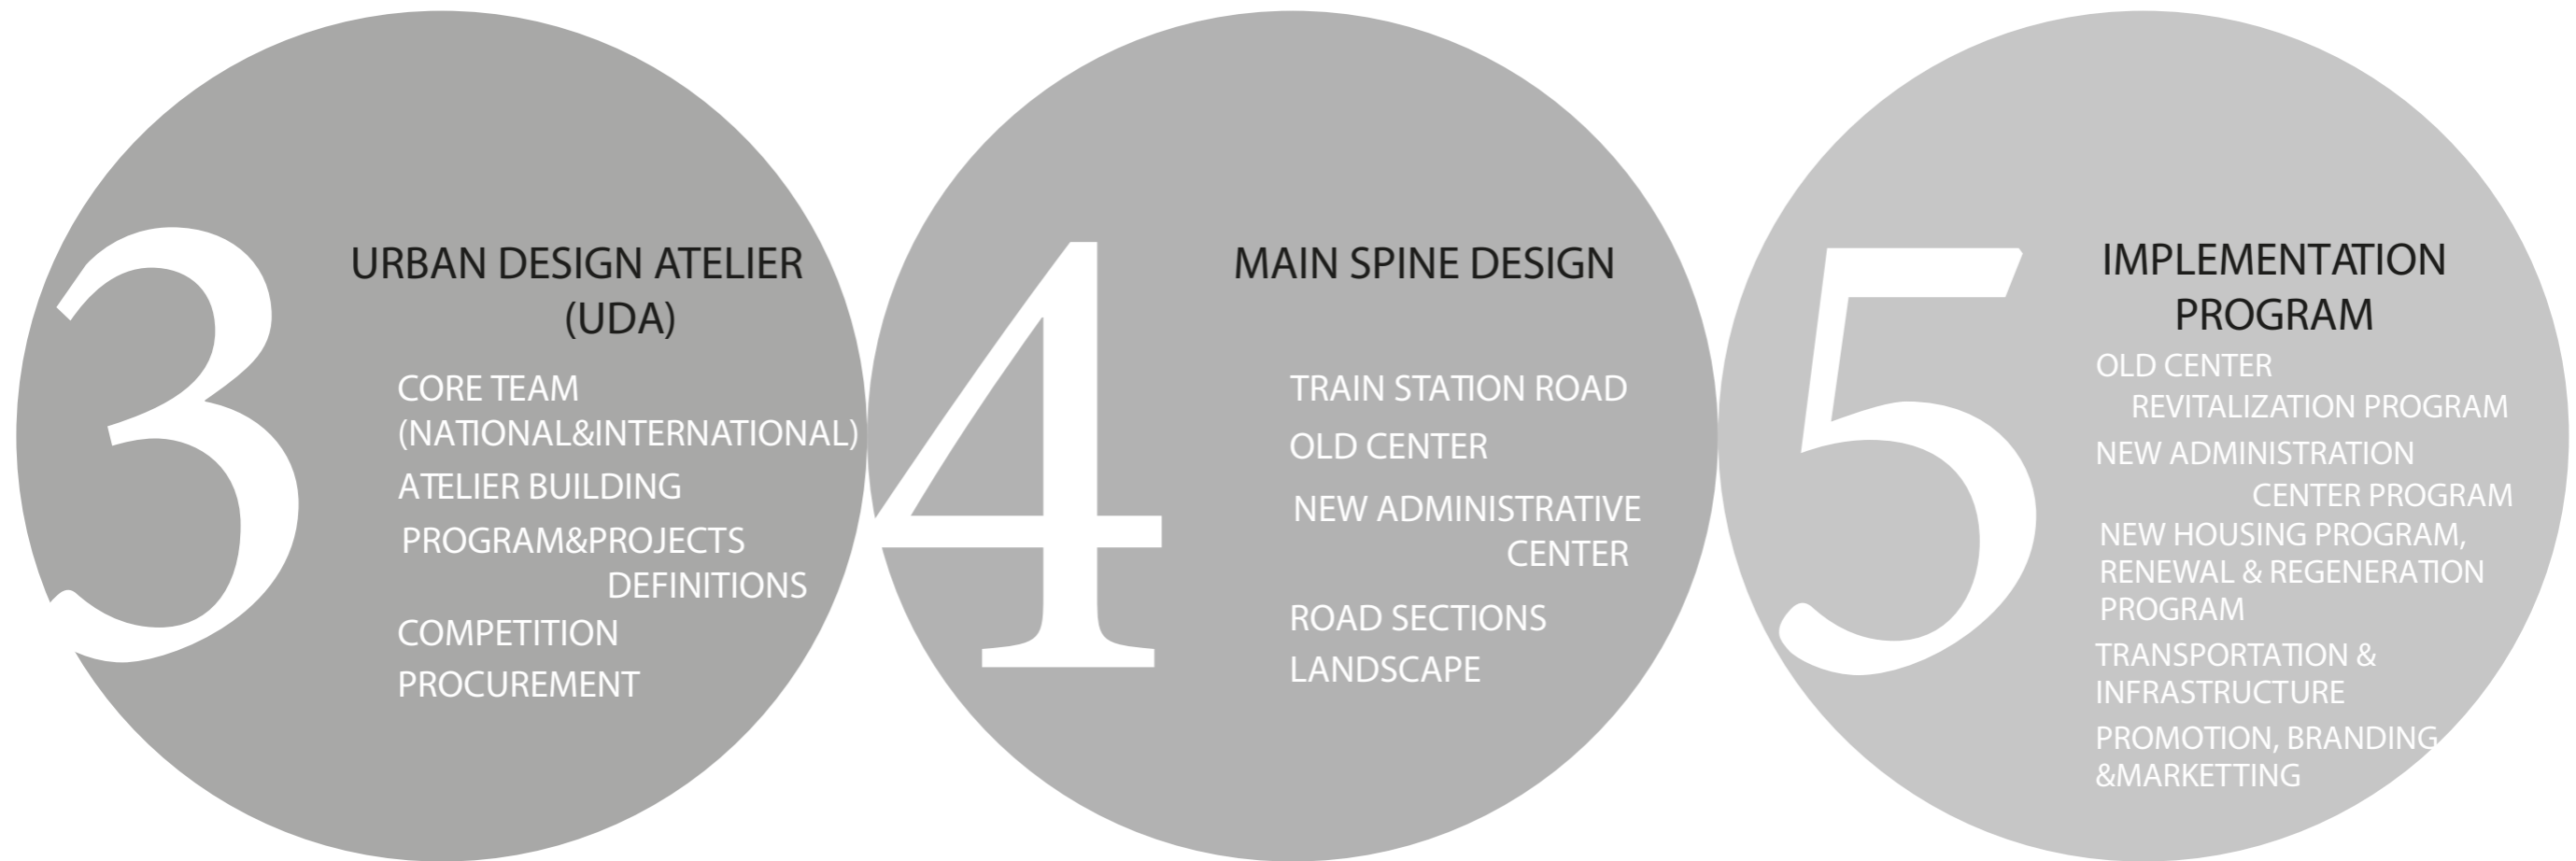 3
URBAN DESIGN ATELIER
(UDA)
CORE TEAM
(NATIONAL&INTERNATIONAL)
ATELIER BUILDING
PROGRAM&PROJECTS
DEFINITIONS
COMPETITION
PROCUREMENT
4
MAIN SPINE DESIGN
TRAIN STATION ROAD
OLD CENTER
NEW ADMINISTRATIVE
CENTER
ROAD SECTIONS
LANDSCAPE
5
IMPLEMENTATION
PROGRAM
OLD CENTER
REVITALIZATION PROGRAM
NEW ADMINISTRATION
CENTER PROGRAM
NEW HOUSING PROGRAM,
RENEWAL & REGENERATION
PROGRAM
TRANSPORTATION &
INFRASTRUCTURE
PROMOTION, BRANDING
&MARKETTING